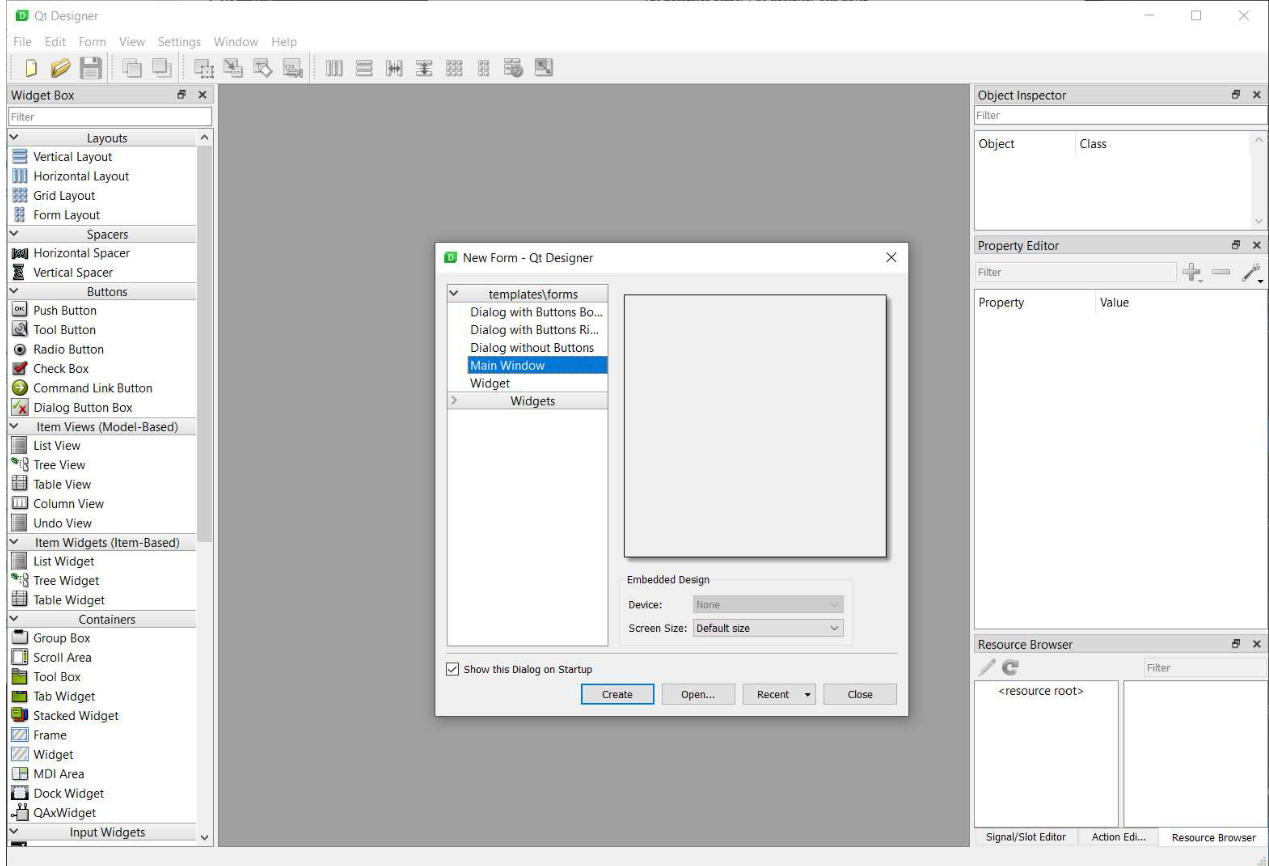 Qt Designer
File Edit Form View Settings Window Help
Widget Box
Filter
Layouts
Vertical Layout
Horizontal Layout
Grid Layout
Form Layout
Spacers
Horizontal Spacer
Vertical Spacer
Buttons
Push Button
Tool Button
Radio Button
Check Box
Command Link Button
Dialog Button Box
Item Views (Model-Based)
List View
Tree View
Table View
Column View
Undo View
Item Widgets (Item-Based)
List Widget
Tree Widget
Table Widget
Containers
Group Box
Scroll Area
Tool Box
Tab Widget
Stacked Widget
Frame
Widget
MDI Area
Dock Widget
QAxWidget
Input Widgets
New Form - Qt Designer
templates\forms
Dialog with Buttons Bo...
Dialog with Buttons Ri...
Dialog without Buttons
Main Window
Widget
Widgets
Embedded Design
Device: None
Screen Size: Default size
Show this Dialog on Startup
Create Open... Recent Close
Object Inspector
Filter
Object Class
Property Editor
Filter
Property Value
Resource Browser
Filter
<resource root>
Signal/Slot Editor Action Edi... Resource Browser